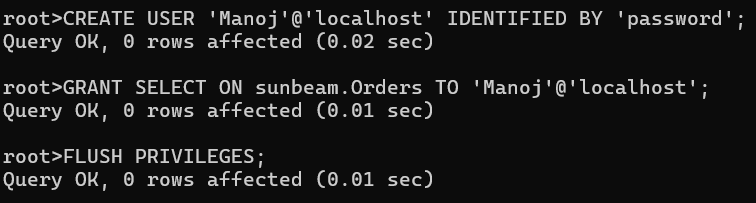 root>CREATE USER 'Manoj'@'localhost' IDENTIFIED BY 'password';
Query OK, 0 rows affected (0.02 sec)
root>GRANT SELECT ON sunbeam.Orders TO 'Manoj'@'localhost';
Query OK, 0 rows affected (0.01 sec)
root>FLUSH PRIVILEGES;
Query OK, 0 rows affected (0.01 sec)